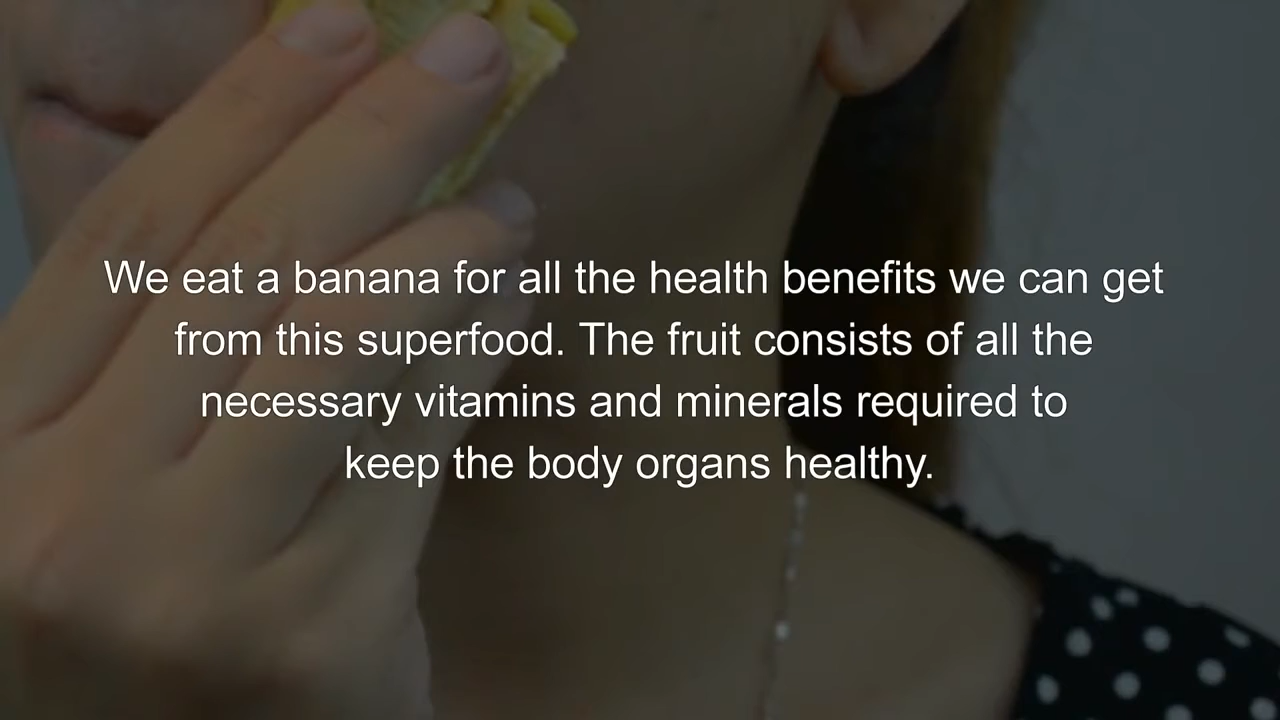 We eat a banana for all the health benefits we can get
from this superfood. The fruit consists of all the
necessary vitamins and minerals required to
keep the body organs healthy.